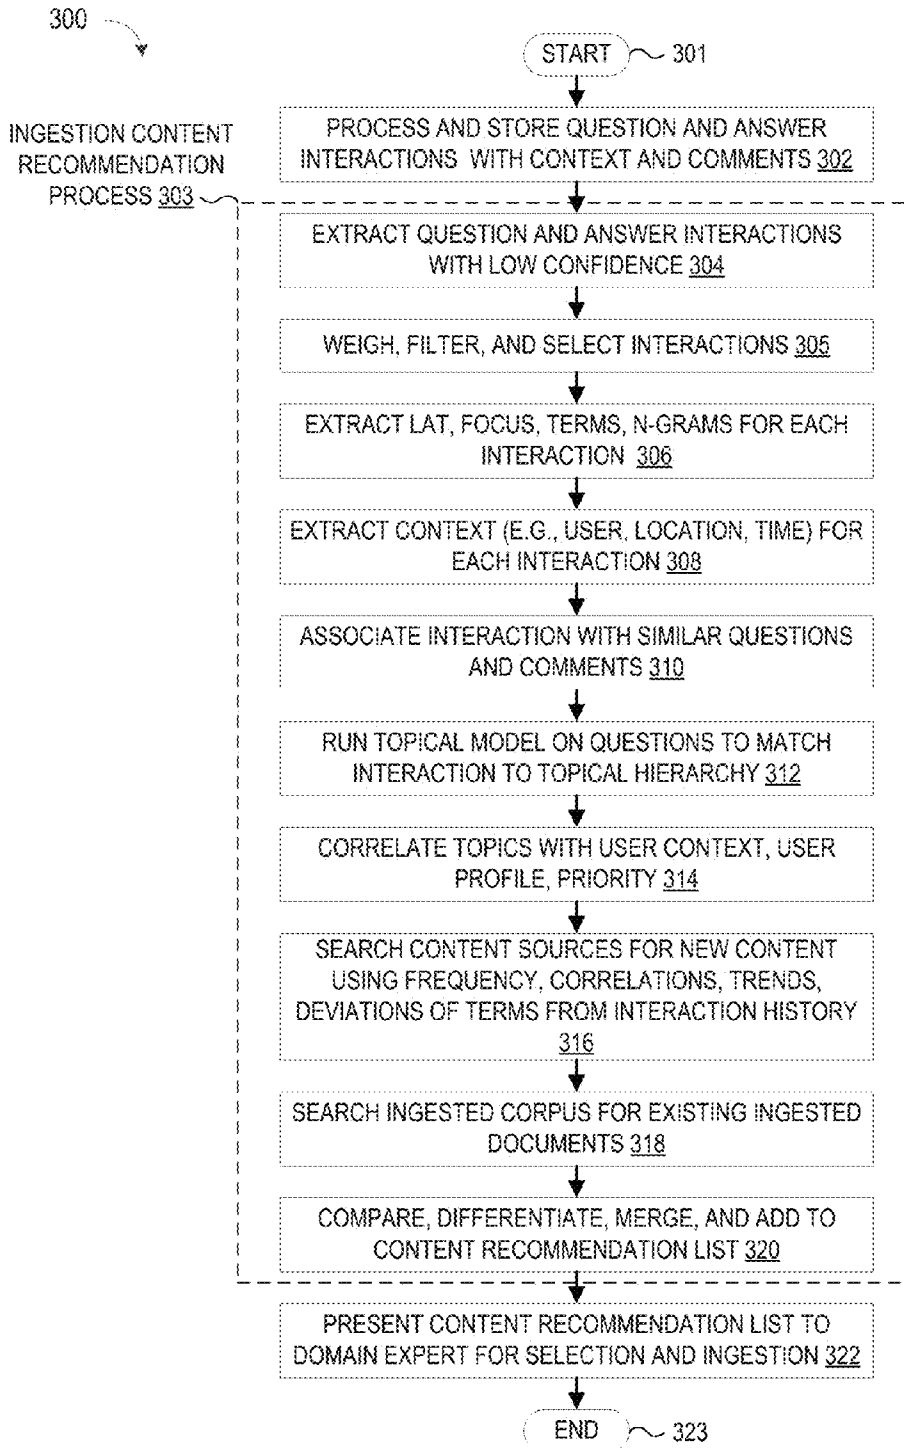 300
START
301
INGESTION CONTENT
RECOMMENDATION
PROCESS 303
PROCESS AND STORE QUESTION AND ANSWER
INTERACTIONS WITH CONTEXT AND COMMENTS 302
EXTRACT QUESTION AND ANSWER INTERACTIONS
WITH LOW CONFIDENCE 304
WEIGH, FILTER, AND SELECT INTERACTIONS 305
EXTRACT LAT, FOCUS, TERMS, N-GRAMS FOR EACH
INTERACTION 306
EXTRACT CONTEXT (E.G., USER, LOCATION, TIME) FOR
EACH INTERACTION 308
ASSOCIATE INTERACTION WITH SIMILAR QUESTIONS
AND COMMENTS 310
RUN TOPICAL MODEL ON QUESTIONS TO MATCH
INTERACTION TO TOPICAL HIERARCHY 312
CORRELATE TOPICS WITH USER CONTEXT, USER
PROFILE, PRIORITY 314
SEARCH CONTENT SOURCES FOR NEW CONTENT
USING FREQUENCY, CORRELATIONS, TRENDS,
DEVIATIONS OF TERMS FROM INTERACTION HISTORY
316
SEARCH INGESTED CORPUS FOR EXISTING INGESTED
DOCUMENTS 318
COMPARE, DIFFERENTIATE, MERGE, AND ADD TO
CONTENT RECOMMENDATION LIST 320
PRESENT CONTENT RECOMMENDATION LIST TO
DOMAIN EXPERT FOR SELECTION AND INGESTION 322
END
323